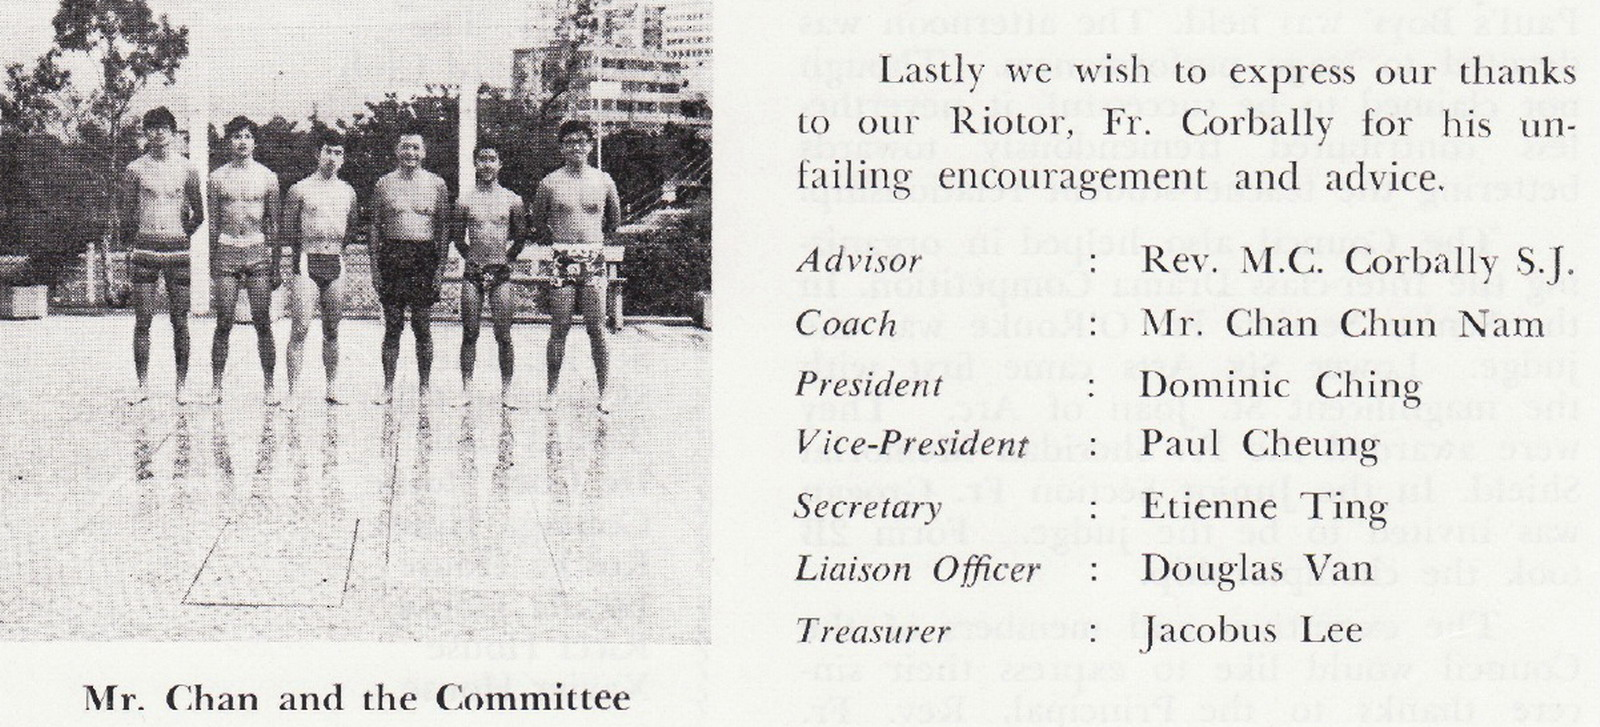 Lastly we wish to express our thanks
to our Riotor, Fr. Corbally for his un-
failing encouragement and advice.
Advisor : Rev. M.C. Corbally S.J.
Coach : Mr. Chan Chun Nam
President : Dominic Ching
Vice-President : Paul Cheung
Secretary : Etienne Ting
Liaison Officer : Douglas Van
Treasurer : Jacobus Lee
Mr. Chan and the Committee